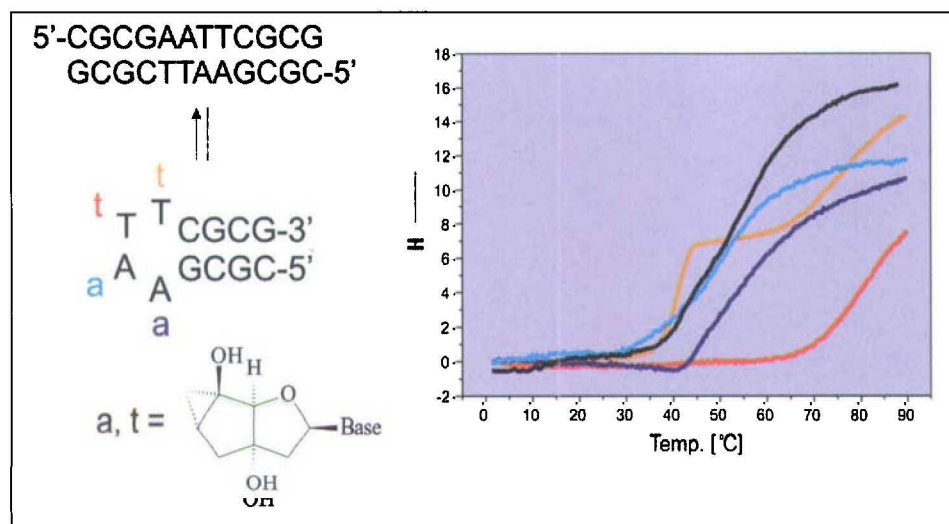 5'-CGCGAATTCGCG
GCGCTTAAGCGC-5'
t
t
T
T
CGCG-3'
a
A
A
GCGC-5'
a
a, t =
OH
H
O
Base
OH
OH
H
18
16
14
12
10
8
6
4
2
0
-2
0 10 20 30 40 50 60 70 80 90
Temp. [°C]